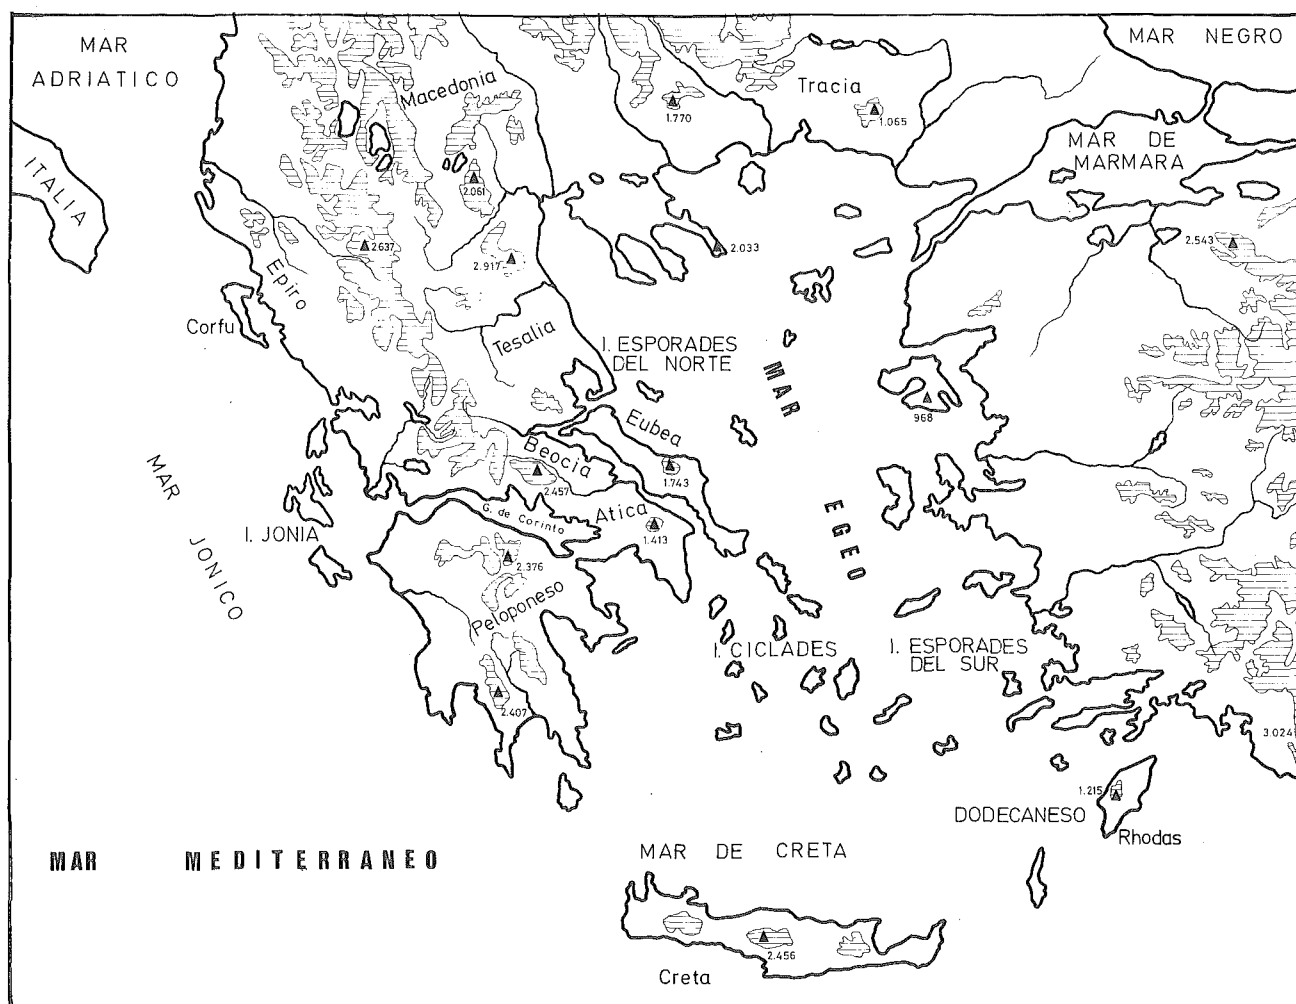 MAR
ADRIATICO
MAR NEGRO
Macedonia
Tracia
1.770
1.065
MAR DE
MARMARA
ITALIA
2.061
2.637
2.917
2.033
2.543
Epiro
Corfu
Tesalia
I. ESPORADES
DEL NORTE
MAR
EGEO
968
Eubea
Beocia
1.743
2.457
MAR
JONICO
G. de Corinto
Atica
1.413
I. JONIA
2.376
Peloponeso
I. CICLADES
I. ESPORADES
DEL SUR
2.407
3.024
1.215
DODECANESO
Rhodas
MAR MEDITERRANEO
MAR DE CRETA
2.456
Creta